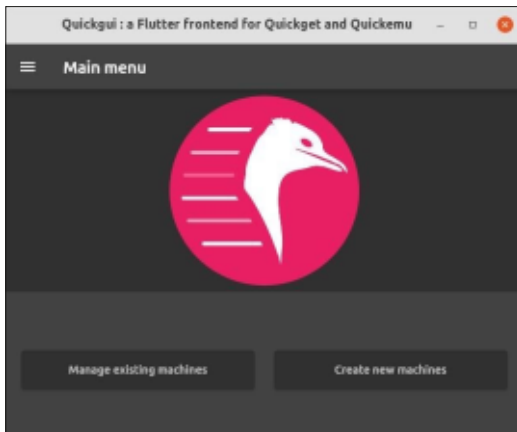 Quickgui : a Flutter frontend for Quickget and Quickemu
Main menu
Manage existing machines
Create new machines